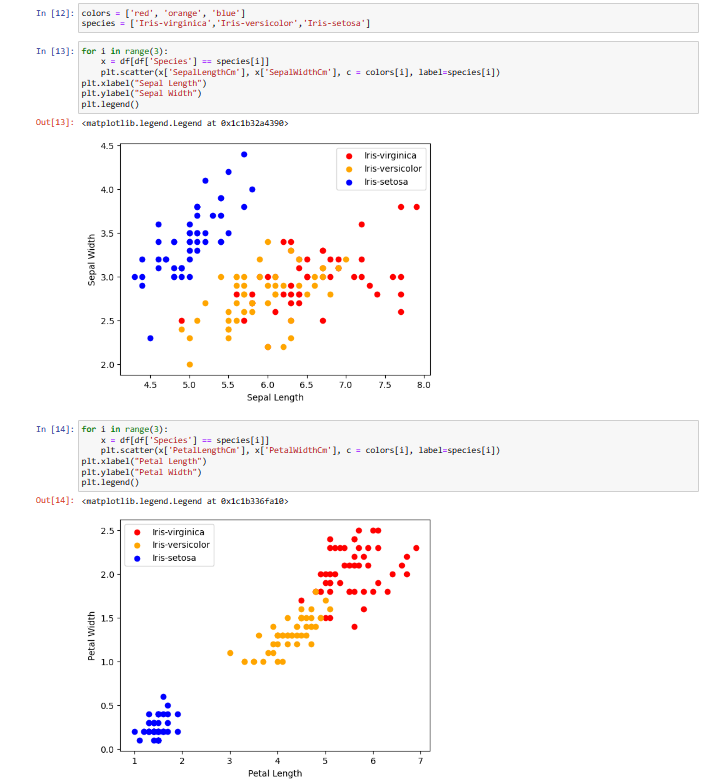 In [12]: colors = ['red', 'orange', 'blue']
species = ['Iris-virginica','Iris-versicolor','Iris-setosa']
In [13]: for i in range(3):
x = df[df['Species'] == species[i]]
plt.scatter(x['SepalLengthCm'], x['SepalWidthCm'], c = colors[i], label=species[i])
plt.xlabel("Sepal Length")
plt.ylabel("Sepal Width")
plt.legend()
Out[13]: <matplotlib.legend.Legend at 0x1c1b32a4390>
Iris-virginica
Iris-versicolor
Iris-setosa
4.5
4.0
3.5
3.0
2.5
2.0
Sepal Width
4.5 5.0 5.5 6.0 6.5 7.0 7.5 8.0
Sepal Length
In [14]: for i in range(3):
x = df[df['Species'] == species[i]]
plt.scatter(x['PetalLengthCm'], x['PetalWidthCm'], c = colors[i], label=species[i])
plt.xlabel("Petal Length")
plt.ylabel("Petal Width")
plt.legend()
Out[14]: <matplotlib.legend.Legend at 0x1c1b336fa10>
Iris-virginica
Iris-versicolor
Iris-setosa
2.5
2.0
1.5
1.0
0.5
0.0
Petal Width
1 2 3 4 5 6 7
Petal Length